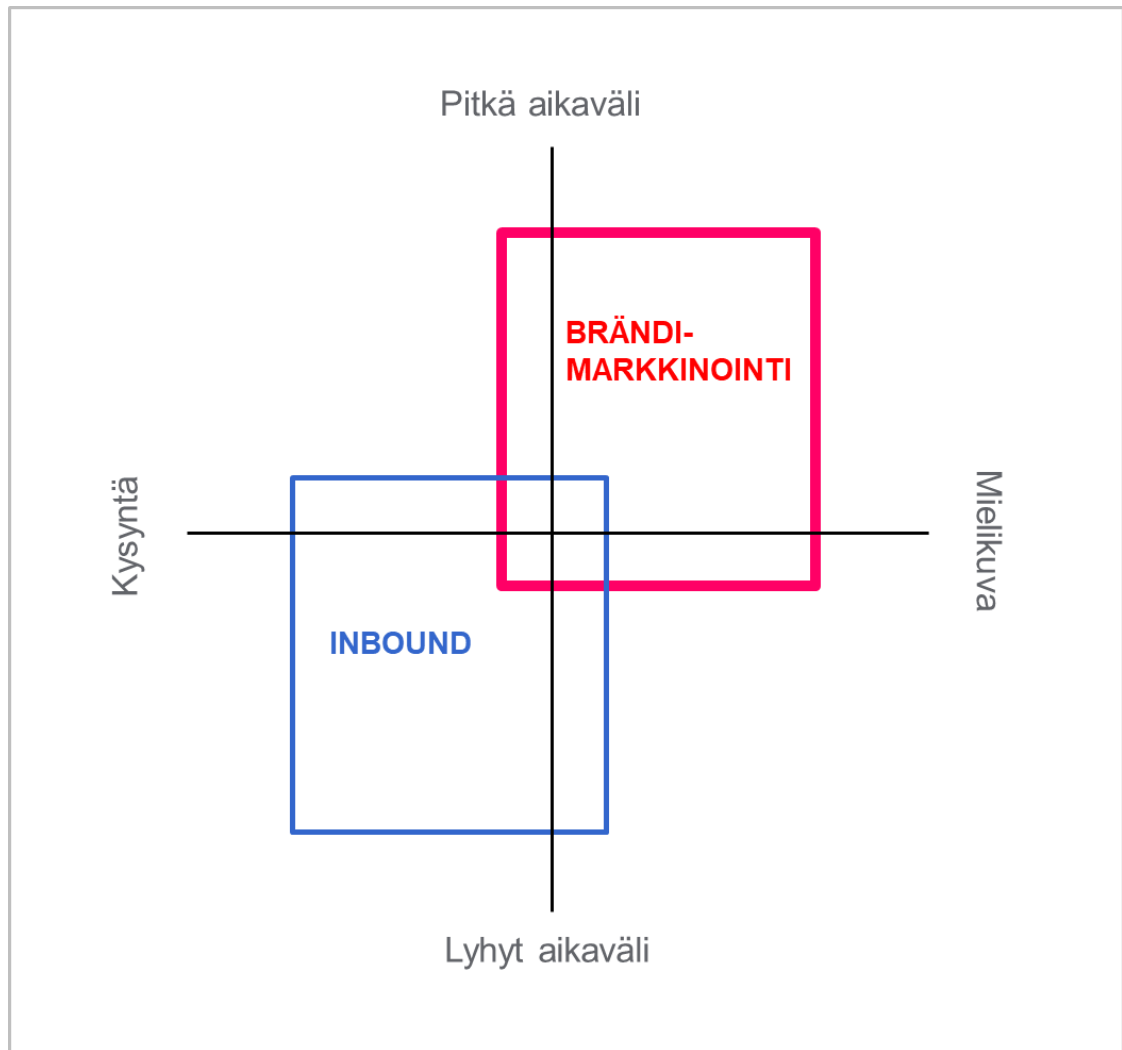 Pitkä aikaväli
BRÄNDI-
MARKKINOINTI
Kysyntä
Mielikuva
INBOUND
Lyhyt aikaväli